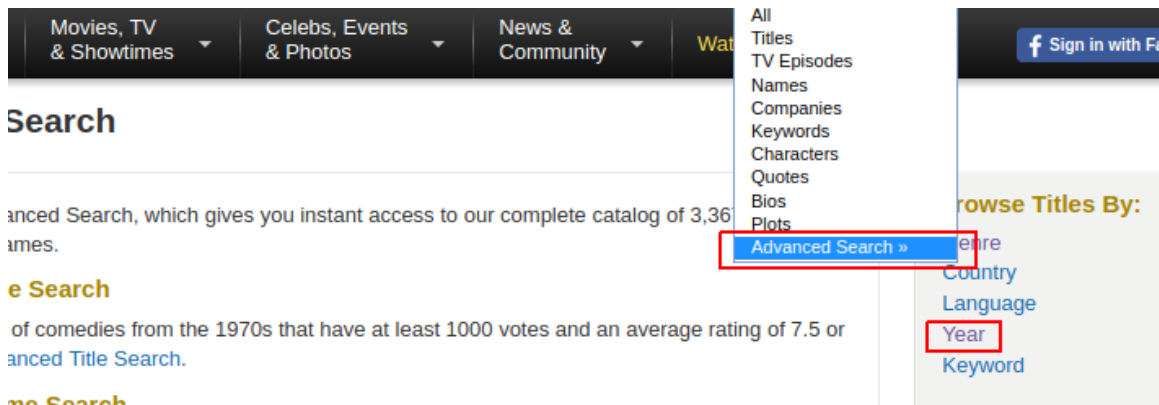 Movies, TV
& Showtimes
Celebs, Events
& Photos
News &
Community
Sign in with
All
Titles
TV Episodes
Names
Companies
Keywords
Characters
Quotes
Bios
Plots
Advanced Search »
Search
anced Search, which gives you instant access to our complete catalog of 3,36
ames.
e Search
of comedies from the 1970s that have at least 1000 votes and an average rating of 7.5 or
anced Title Search.
me Search
rowse Titles By:
enre
Country
Language
Year
Keyword